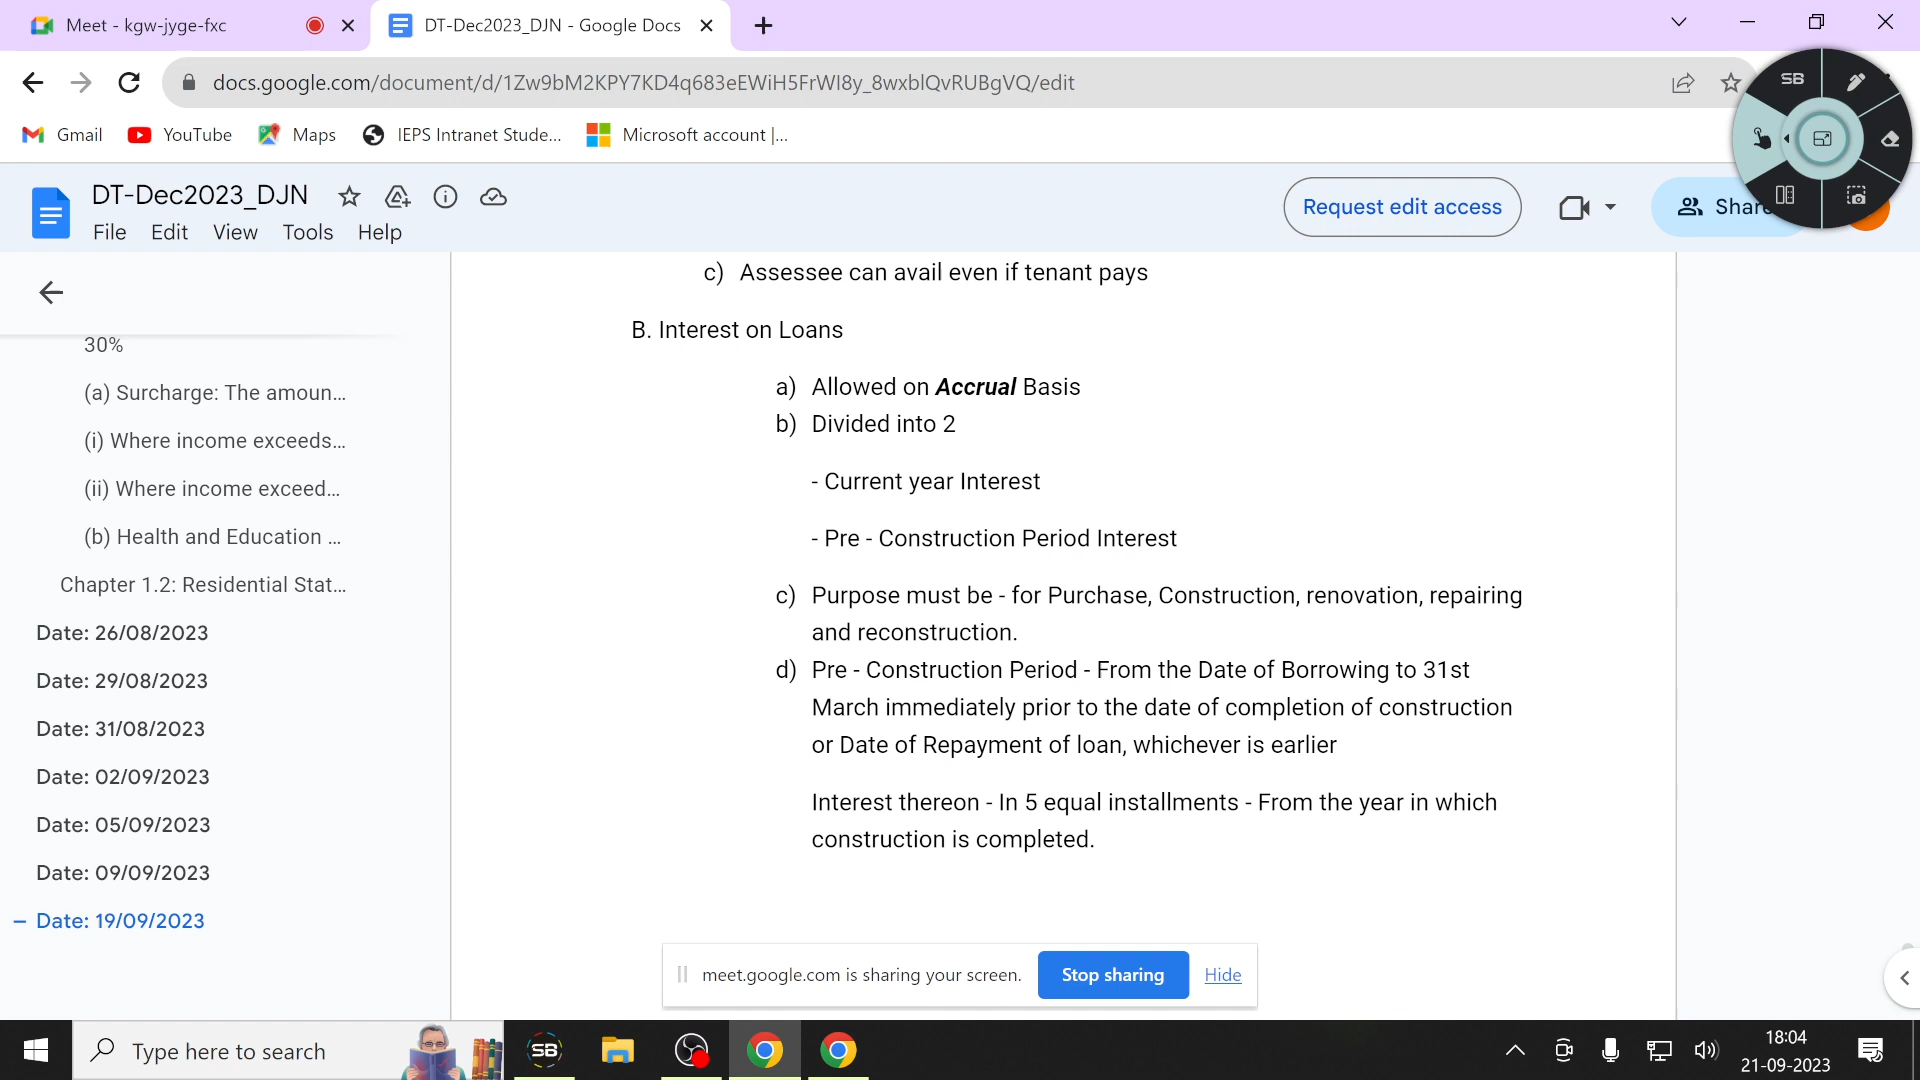 Meet - kgw-jyge-fxc
DT-Dec2023_DJN - Google Docs
docs.google.com/document/d/1Zw9bM2KPY7KD4q683eEWiH5FrWI8y_8wxblQvRUBgVQ/edit
SB
Gmail
YouTube
Maps
IEPS Intranet Stude...
Microsoft account |...
DT-Dec2023_DJN
File Edit View Tools Help
Request edit access
Share
30%
(a) Surcharge: The amoun...
(i) Where income exceeds...
(ii) Where income exceed...
(b) Health and Education ...
Chapter 1.2: Residential Stat...
Date: 26/08/2023
Date: 29/08/2023
Date: 31/08/2023
Date: 02/09/2023
Date: 05/09/2023
Date: 09/09/2023
Date: 19/09/2023
c) Assessee can avail even if tenant pays
B. Interest on Loans
a) Allowed on Accrual Basis
b) Divided into 2
- Current year Interest
- Pre - Construction Period Interest
c) Purpose must be - for Purchase, Construction, renovation, repairing
and reconstruction.
d) Pre - Construction Period - From the Date of Borrowing to 31st
March immediately prior to the date of completion of construction
or Date of Repayment of loan, whichever is earlier
Interest thereon - In 5 equal installments - From the year in which
construction is completed.
meet.google.com is sharing your screen.
Stop sharing
Hide
Type here to search
SB
18:04
21-09-2023